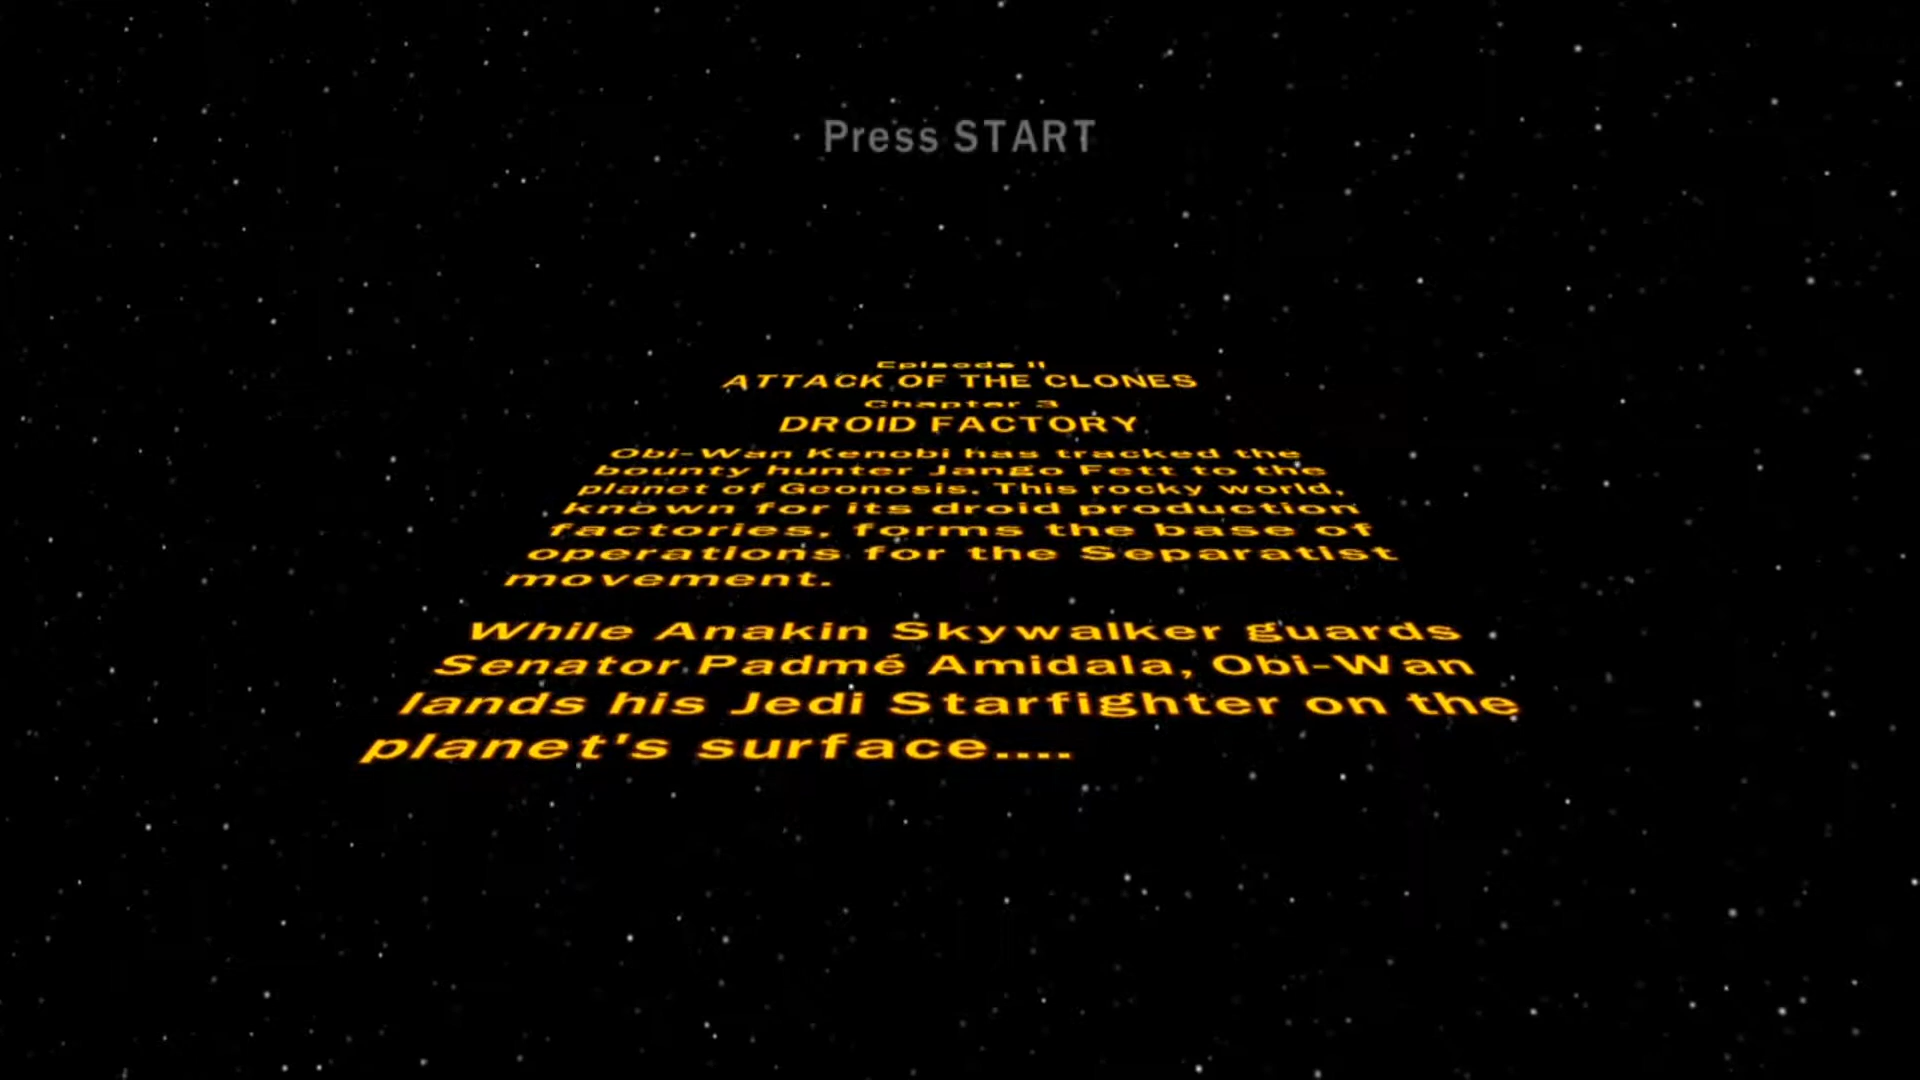 Press START
Episode II
ATTACK OF THE CLONES
Chapter 3
DROID FACTORY
Obi-Wan Kenobi has tracked the
bounty hunter Jango Fett to the
planet of Geonosis. This rocky world,
known for its droid production
factories, forms the base of
operations for the Separatist
movement.
While Anakin Skywalker guards
Senator Padmé Amidala, Obi-Wan
lands his Jedi Starfighter on the
planet's surface....